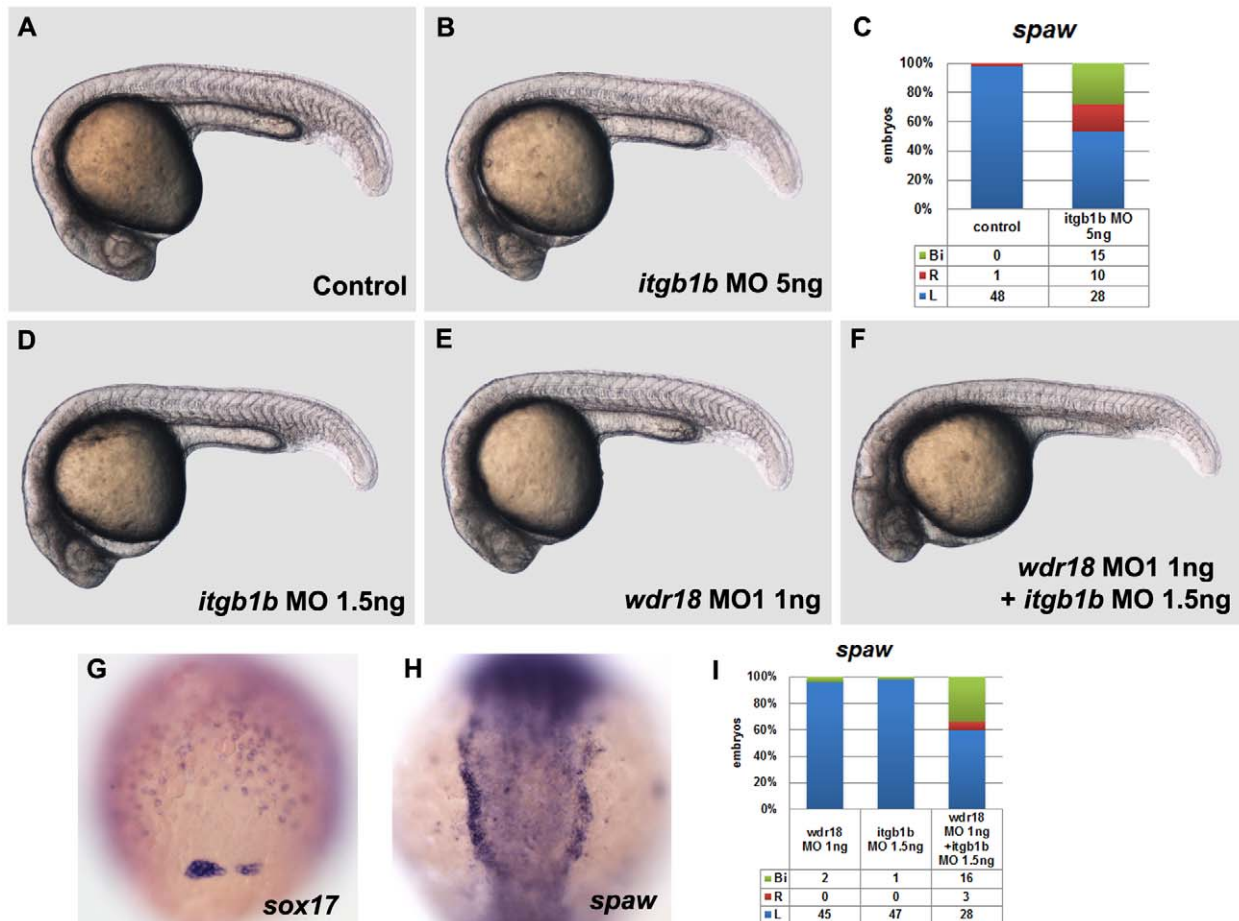 A
Control
B
itgb1b MO 5ng
C
spaw
100%
80%
60%
40%
20%
0%
embryos
control
itgb1b MO
5ng
Bi 0 15
R 1 10
L 48 28
D
itgb1b MO 1.5ng
E
wdr18 MO1 1ng
F
wdr18 MO1 1ng
+ itgb1b MO 1.5ng
G
sox17
H
spaw
I
spaw
100%
80%
60%
40%
20%
0%
embryos
wdr18
MO 1ng
itgb1b
MO 1.5ng
wdr18
MO 1ng
+itgb1b
MO 1.5ng
Bi 2 1 16
R 0 0 3
L 45 47 28